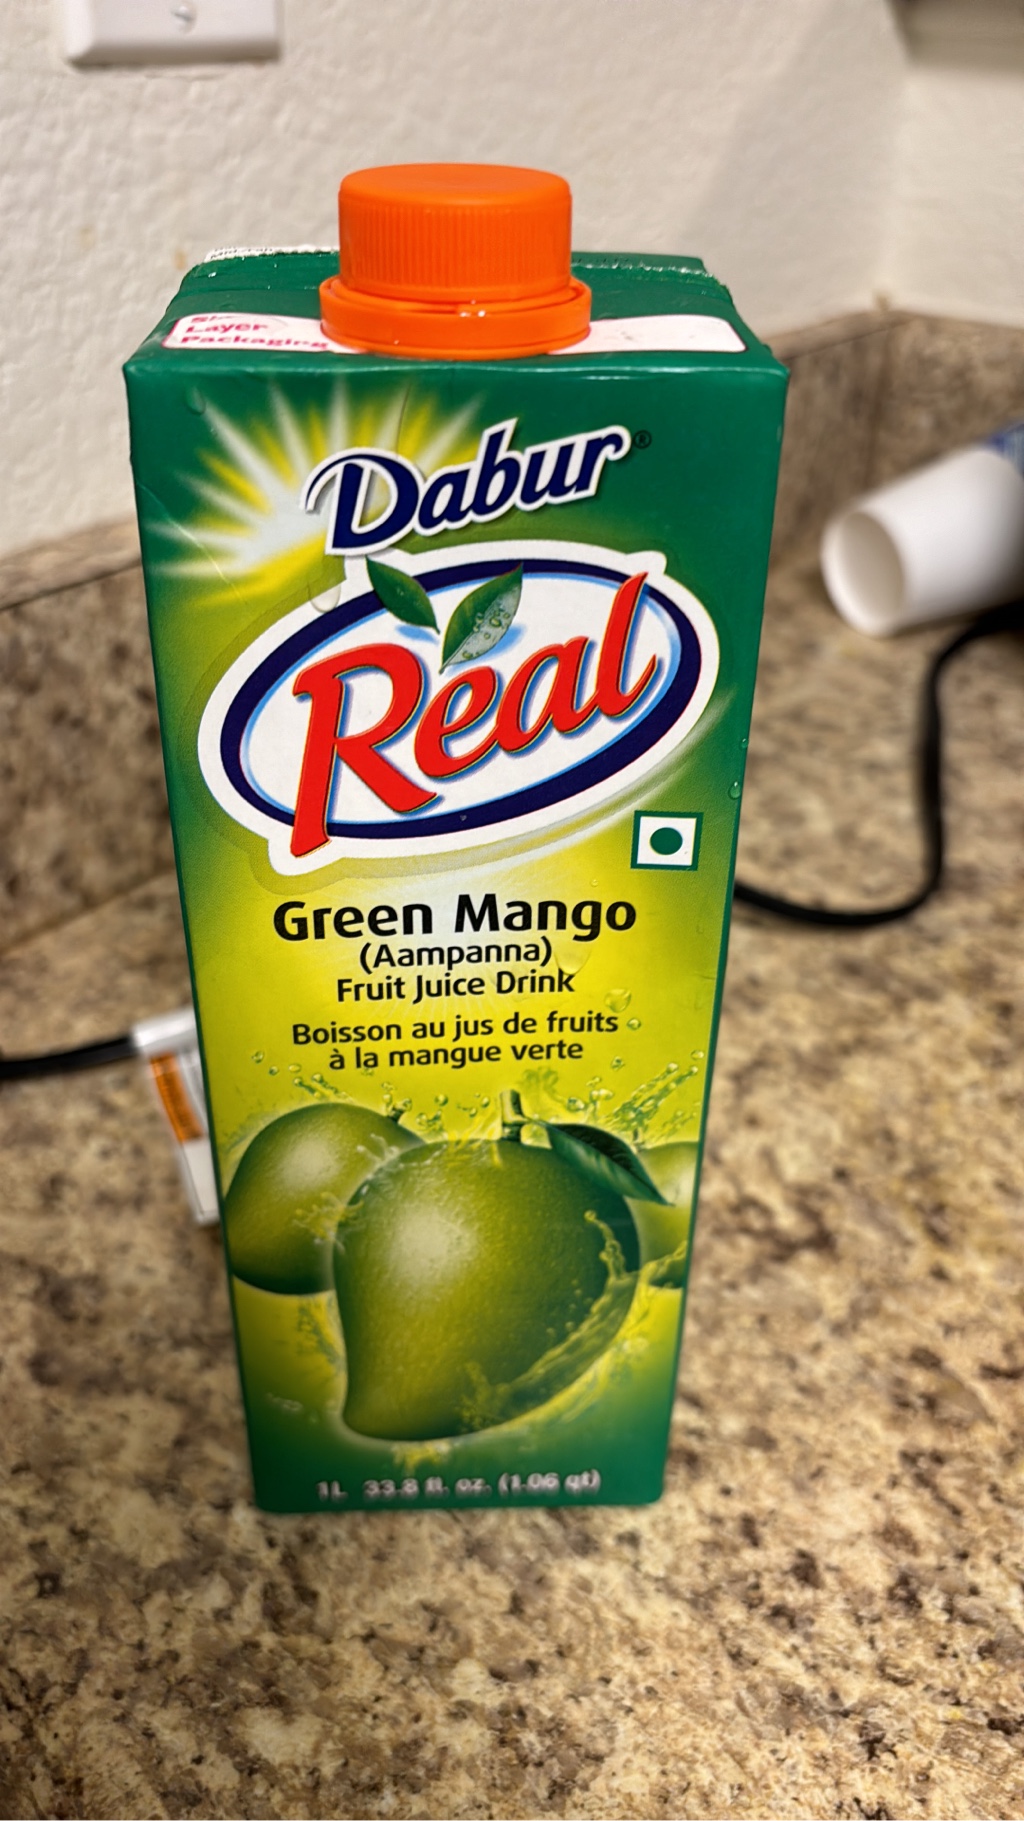 Layer
Packaging
Dabur®
Real
Green Mango
(Aampanna)
Fruit Juice Drink
Boisson au jus de fruits
à la mangue verte
1L 33.8 fl. oz. (1.06 qt)